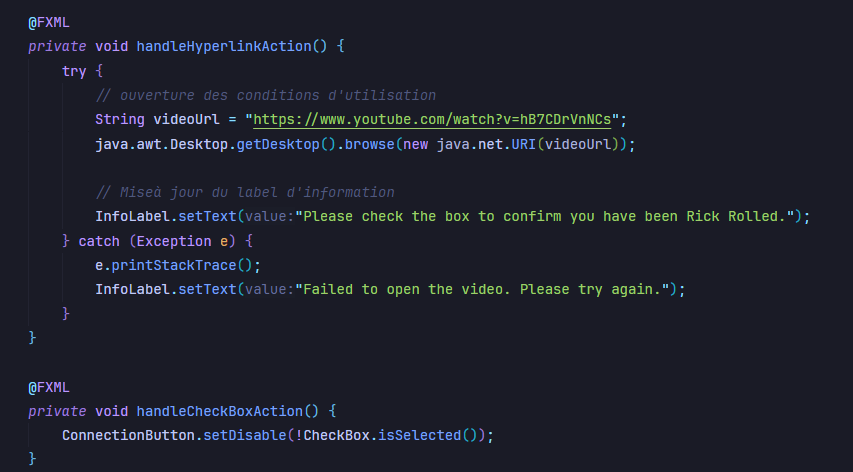 @FXML
private void handleHyperlinkAction() {
try {
// ouverture des conditions d'utilisation
String videoUrl = "https://www.youtube.com/watch?v=hB7CDrVnNCs";
java.awt.Desktop.getDesktop().browse(new java.net.URI(videoUrl));
// Miseà jour du label d'information
InfoLabel.setText(value:"Please check the box to confirm you have been Rick Rolled.");
} catch (Exception e) {
e.printStackTrace();
InfoLabel.setText(value:"Failed to open the video. Please try again.");
}
}
@FXML
private void handleCheckBoxAction() {
ConnectionButton.setDisable(!CheckBox.isSelected());
}